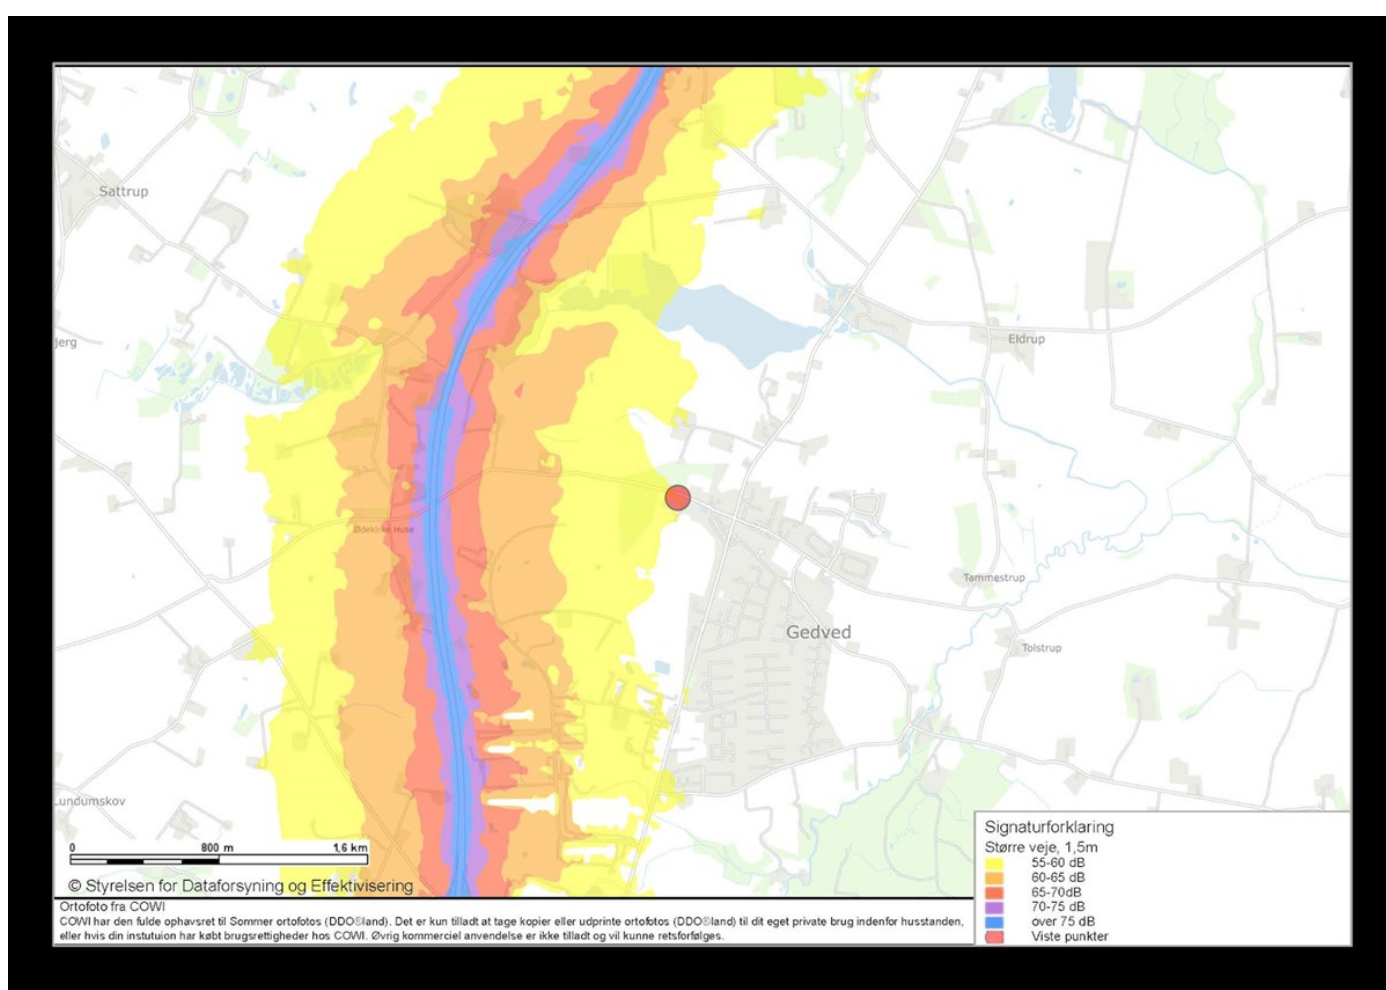 Sattrup
jerg
Eldrup
Ødekirke Huse
Tammestrup
Gedved
Tolstrup
Lundumskov
0 800 m 1,6 km
© Styrelsen for Dataforsyning og Effektivisering
Signaturforklaring
Større veje, 1,5m
55-60 dB
60-65 dB
65-70dB
70-75 dB
over 75 dB
Viste punkter
Ortofoto fra COWI
COWI har den fulde ophavsret til Sommer ortofotos (DDO®land). Det er kun tilladt at tage kopier eller udprinte ortofotos (DDO®land) til dit eget private brug indenfor husstanden,
eller hvis din instutuion har købt brugsrettigheder hos COWI. Øvrig kommerciel anvendelse er ikke tilladt og vil kunne retsforfølges.